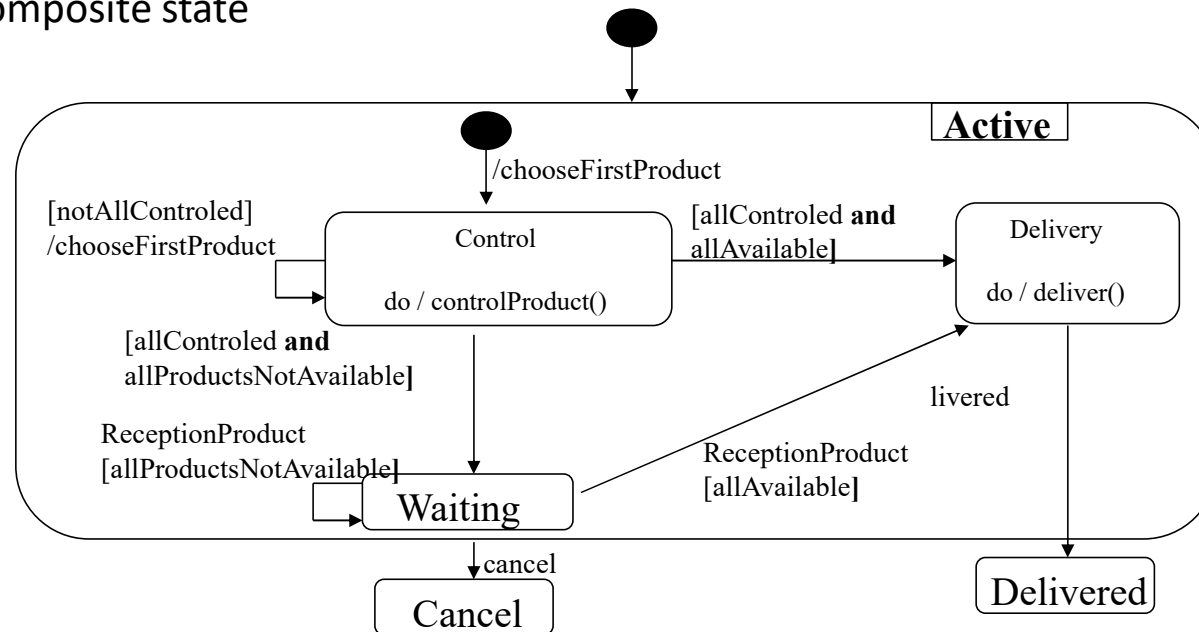 omposite state
Active
/chooseFirstProduct
[notAllControled]
/chooseFirstProduct
Control
do / controlProduct()
[allControled and
allAvailable]
Delivery
do / deliver()
[allControled and
allProductsNotAvailable]
livered
ReceptionProduct
[allProductsNotAvailable]
ReceptionProduct
[allAvailable]
Waiting
cancel
Cancel
Delivered